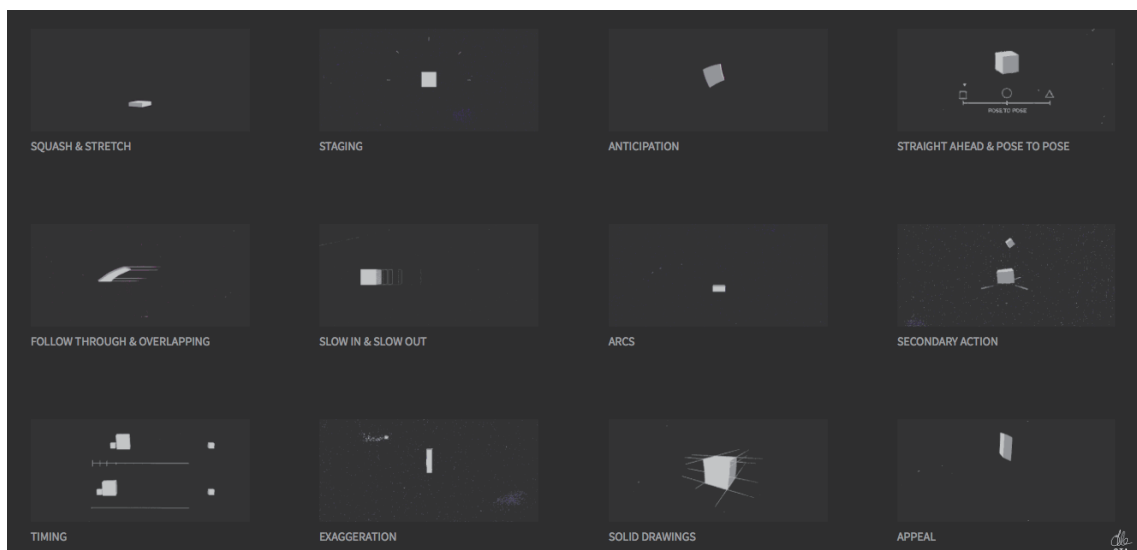 POSE TO POSE
SQUASH & STRETCH
STAGING
ANTICIPATION
STRAIGHT AHEAD & POSE TO POSE
FOLLOW THROUGH & OVERLAPPING
SLOW IN & SLOW OUT
ARCS
SECONDARY ACTION
TIMING
EXAGGERATION
SOLID DRAWINGS
APPEAL